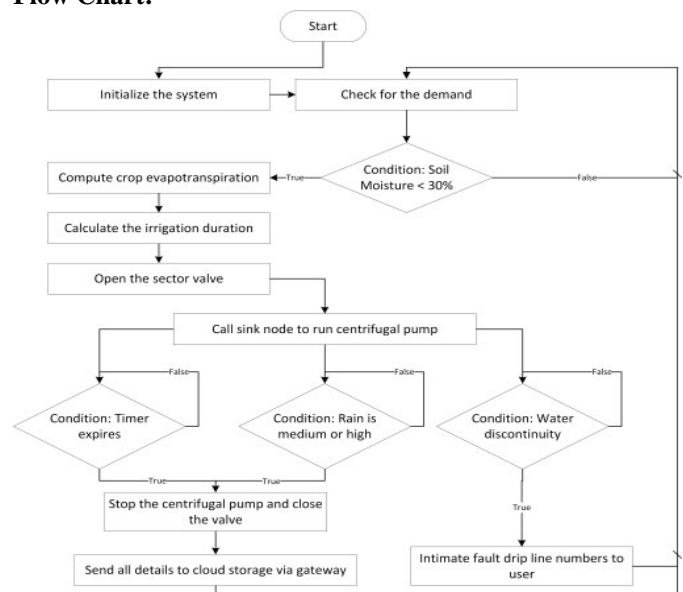 Flow Chart:
Start
Initialize the system
Check for the demand
Condition: Soil
Moisture < 30%
True
False
Compute crop evapotranspiration
Calculate the irrigation duration
Open the sector valve
Call sink node to run centrifugal pump
False
False
False
Condition: Timer
expires
Condition: Rain is
medium or high
Condition: Water
discontinuity
True
True
True
Stop the centrifugal pump and close
the valve
Send all details to cloud storage via gateway
Intimate fault drip line numbers to
user